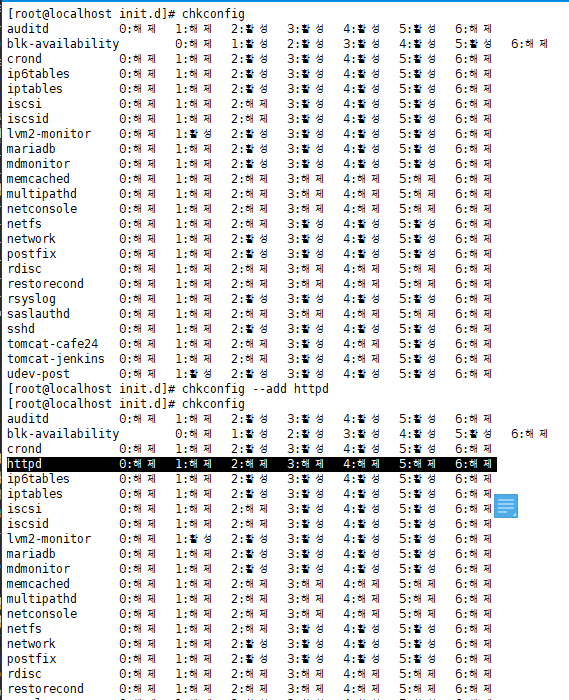 [root@localhost init.d]# chkconfig
auditd 0:해제 1:해제 2:활성 3:활성 4:활성 5:활성 6:해제
blk-availability 0:해제 1:활성 2:활성 3:활성 4:활성 5:활성 6:해제
crond 0:해제 1:해제 2:활성 3:활성 4:활성 5:활성 6:해제
ip6tables 0:해제 1:해제 2:활성 3:활성 4:활성 5:활성 6:해제
iptables 0:해제 1:해제 2:활성 3:활성 4:활성 5:활성 6:해제
iscsi 0:해제 1:해제 2:해제 3:활성 4:활성 5:활성 6:해제
iscsid 0:해제 1:해제 2:해제 3:활성 4:활성 5:활성 6:해제
lvm2-monitor 0:해제 1:활성 2:활성 3:활성 4:활성 5:활성 6:해제
mariadb 0:해제 1:해제 2:활성 3:활성 4:활성 5:활성 6:해제
mdmonitor 0:해제 1:해제 2:활성 3:활성 4:활성 5:활성 6:해제
memcached 0:해제 1:해제 2:해제 3:해제 4:해제 5:해제 6:해제
multipathd 0:해제 1:해제 2:해제 3:해제 4:해제 5:해제 6:해제
netconsole 0:해제 1:해제 2:해제 3:해제 4:해제 5:해제 6:해제
netfs 0:해제 1:해제 2:해제 3:활성 4:활성 5:활성 6:해제
network 0:해제 1:해제 2:활성 3:활성 4:활성 5:활성 6:해제
postfix 0:해제 1:해제 2:활성 3:활성 4:활성 5:활성 6:해제
rdisc 0:해제 1:해제 2:해제 3:해제 4:해제 5:해제 6:해제
restorecond 0:해제 1:해제 2:해제 3:해제 4:해제 5:해제 6:해제
rsyslog 0:해제 1:해제 2:활성 3:활성 4:활성 5:활성 6:해제
saslauthd 0:해제 1:해제 2:해제 3:해제 4:해제 5:해제 6:해제
sshd 0:해제 1:해제 2:활성 3:활성 4:활성 5:활성 6:해제
tomcat-cafe24 0:해제 1:해제 2:활성 3:활성 4:활성 5:활성 6:해제
tomcat-jenkins 0:해제 1:해제 2:활성 3:활성 4:활성 5:활성 6:해제
udev-post 0:해제 1:활성 2:활성 3:활성 4:활성 5:활성 6:해제
[root@localhost init.d]# chkconfig --add httpd
[root@localhost init.d]# chkconfig
auditd 0:해제 1:해제 2:활성 3:활성 4:활성 5:활성 6:해제
blk-availability 0:해제 1:활성 2:활성 3:활성 4:활성 5:활성 6:해제
crond 0:해제 1:해제 2:활성 3:활성 4:활성 5:활성 6:해제
httpd 0:해제 1:해제 2:해제 3:해제 4:해제 5:해제 6:해제
ip6tables 0:해제 1:해제 2:활성 3:활성 4:활성 5:활성 6:해제
iptables 0:해제 1:해제 2:활성 3:활성 4:활성 5:활성 6:해제
iscsi 0:해제 1:해제 2:해제 3:활성 4:활성 5:활성 6:해제
iscsid 0:해제 1:해제 2:해제 3:활성 4:활성 5:활성 6:해제
lvm2-monitor 0:해제 1:활성 2:활성 3:활성 4:활성 5:활성 6:해제
mariadb 0:해제 1:해제 2:활성 3:활성 4:활성 5:활성 6:해제
mdmonitor 0:해제 1:해제 2:활성 3:활성 4:활성 5:활성 6:해제
memcached 0:해제 1:해제 2:해제 3:해제 4:해제 5:해제 6:해제
multipathd 0:해제 1:해제 2:해제 3:해제 4:해제 5:해제 6:해제
netconsole 0:해제 1:해제 2:해제 3:해제 4:해제 5:해제 6:해제
netfs 0:해제 1:해제 2:해제 3:활성 4:활성 5:활성 6:해제
network 0:해제 1:해제 2:활성 3:활성 4:활성 5:활성 6:해제
postfix 0:해제 1:해제 2:활성 3:활성 4:활성 5:활성 6:해제
rdisc 0:해제 1:해제 2:해제 3:해제 4:해제 5:해제 6:해제
restorecond 0:해제 1:해제 2:해제 3:해제 4:해제 5:해제 6:해제